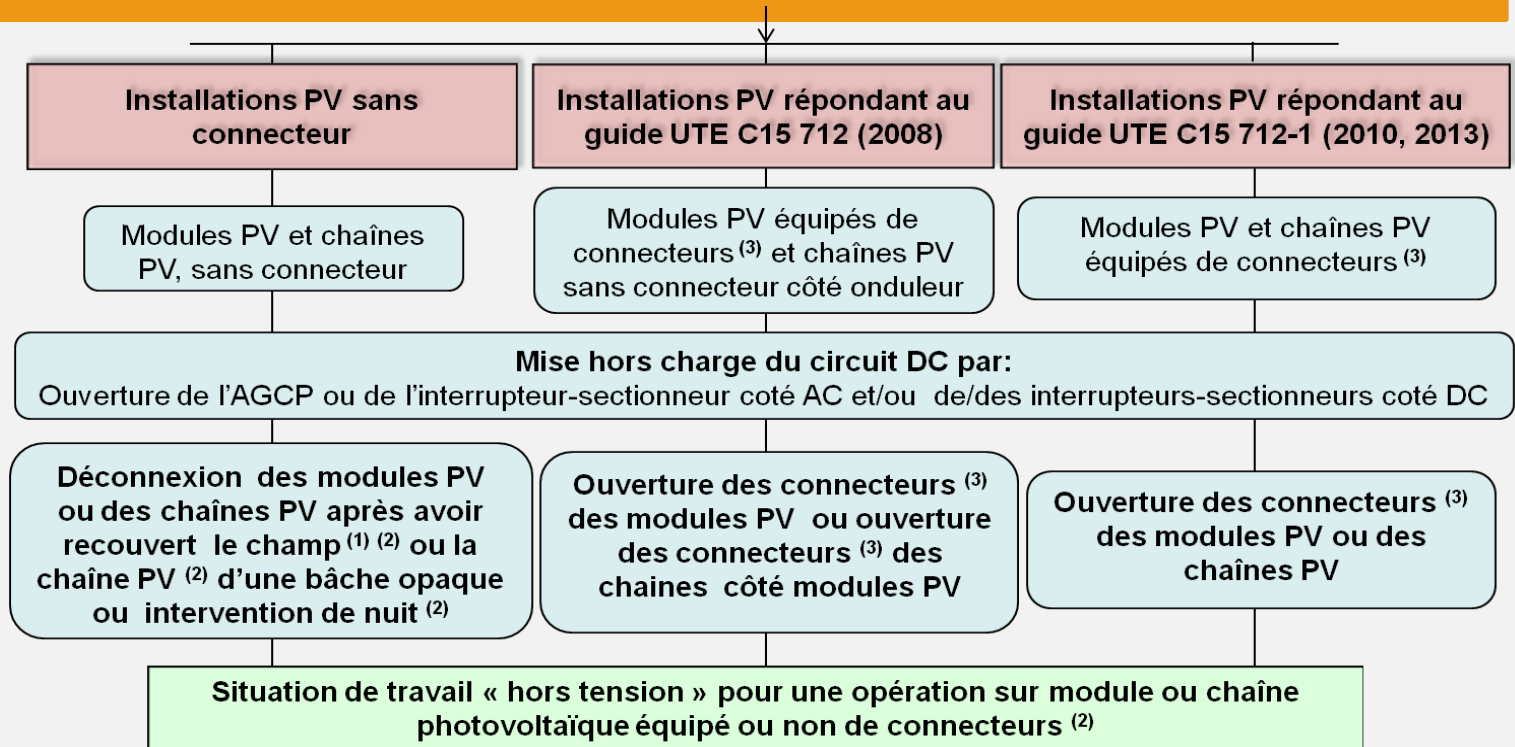 Installations PV sans
connecteur
Installations PV répondant au
guide UTE C15 712 (2008)
Installations PV répondant au
guide UTE C15 712-1 (2010, 2013)
Modules PV et chaînes
PV, sans connecteur
Modules PV équipés de
connecteurs (3) et chaînes PV
sans connecteur côté onduleur
Modules PV et chaînes PV
équipés de connecteurs (3)
Mise hors charge du circuit DC par:
Ouverture de l'AGCP ou de l'interrupteur-sectionneur coté AC et/ou de/des interrupteurs-sectionneurs coté DC
Déconnexion des modules PV
ou des chaînes PV après avoir
recouvert le champ (1) (2) ou la
chaîne PV (2) d'une bâche opaque
ou intervention de nuit (2)
Ouverture des connecteurs (3)
des modules PV ou ouverture
des connecteurs (3) des
chaines côté modules PV
Ouverture des connecteurs (3)
des modules PV ou des
chaînes PV
Situation de travail « hors tension » pour une opération sur module ou chaîne
photovoltaïque équipé ou non de connecteurs (2)